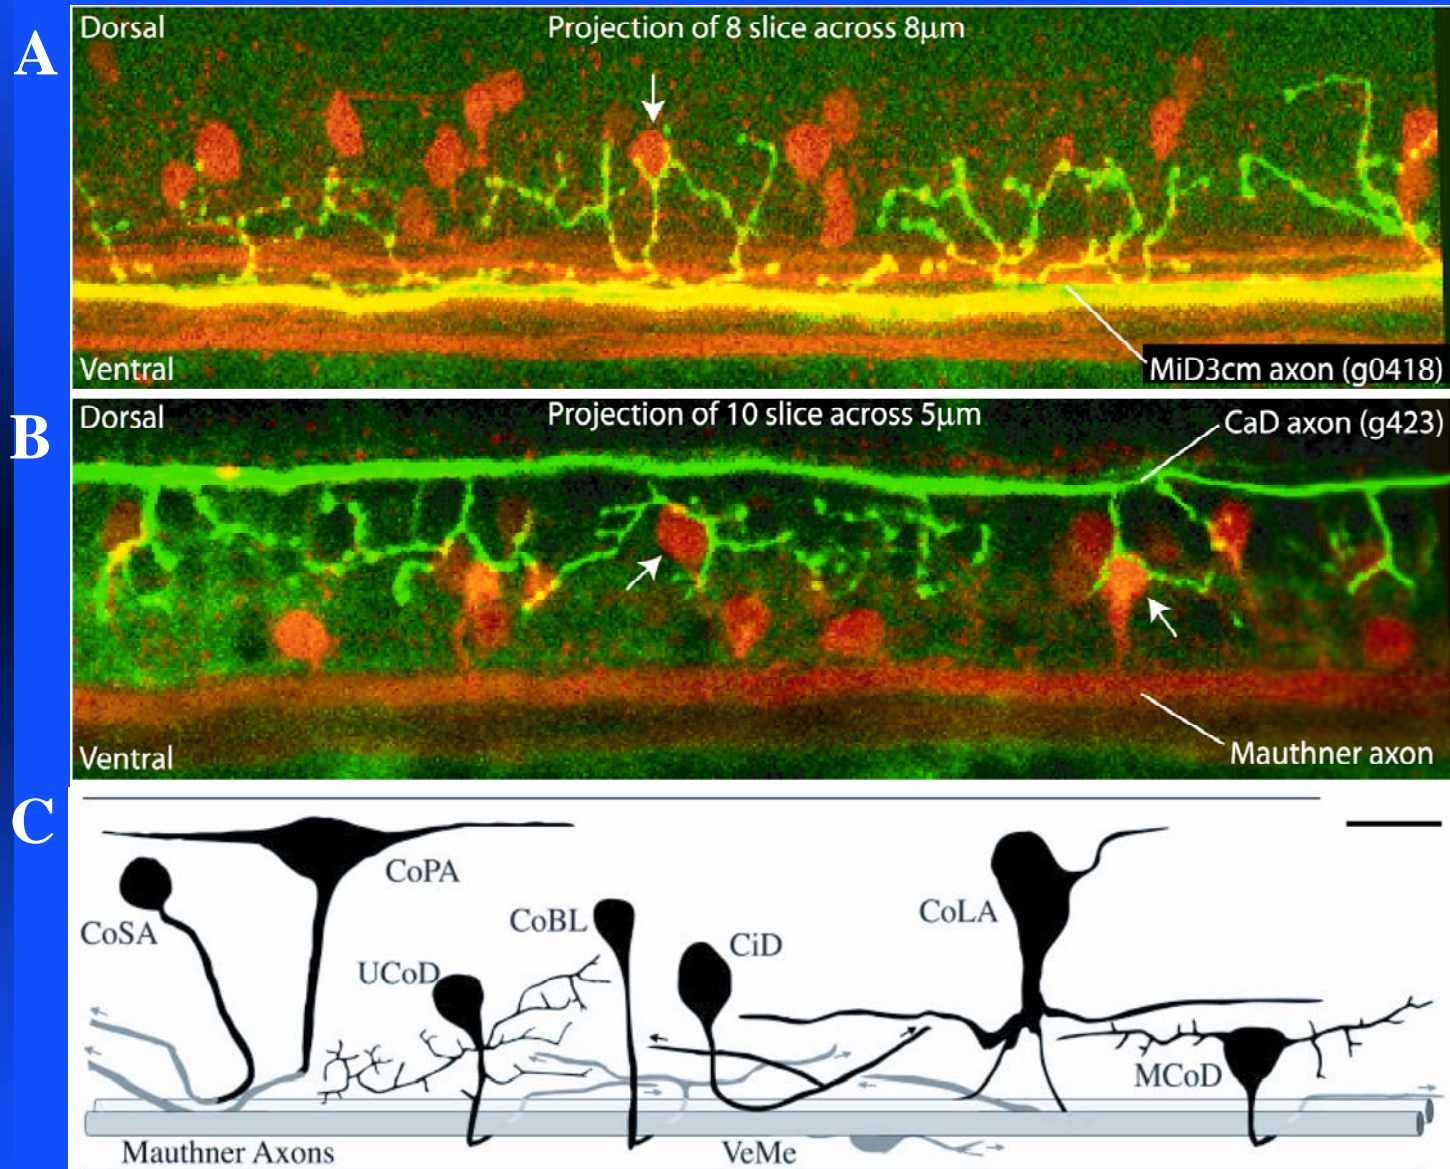 A
Dorsal
Projection of 8 slice across 8µm
Ventral
MiD3cm axon (g0418)
B
Dorsal
Projection of 10 slice across 5µm
CaD axon (g423)
Ventral
Mauthner axon
C
CoPA
CoSA
UCoD
CoBL
CiD
CoLA
MCoD
Mauthner Axons
VeMe